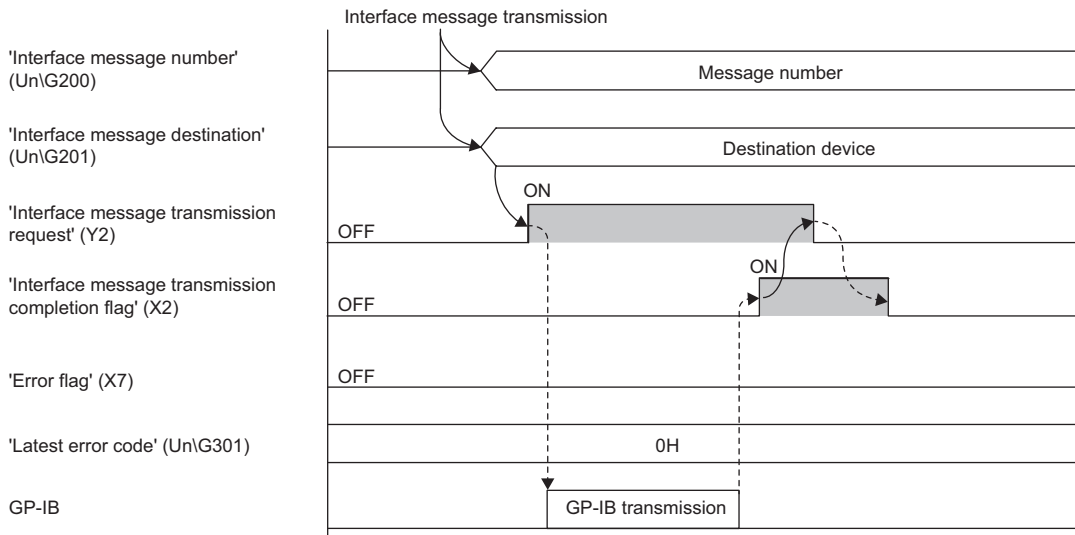 Interface message transmission
'Interface message number'
(Un\G200)
Message number
'Interface message destination'
(Un\G201)
Destination device
ON
'Interface message transmission
request' (Y2)
OFF
ON
'Interface message transmission
completion flag' (X2)
OFF
'Error flag' (X7)
OFF
'Latest error code' (Un\G301)
0H
GP-IB
GP-IB transmission